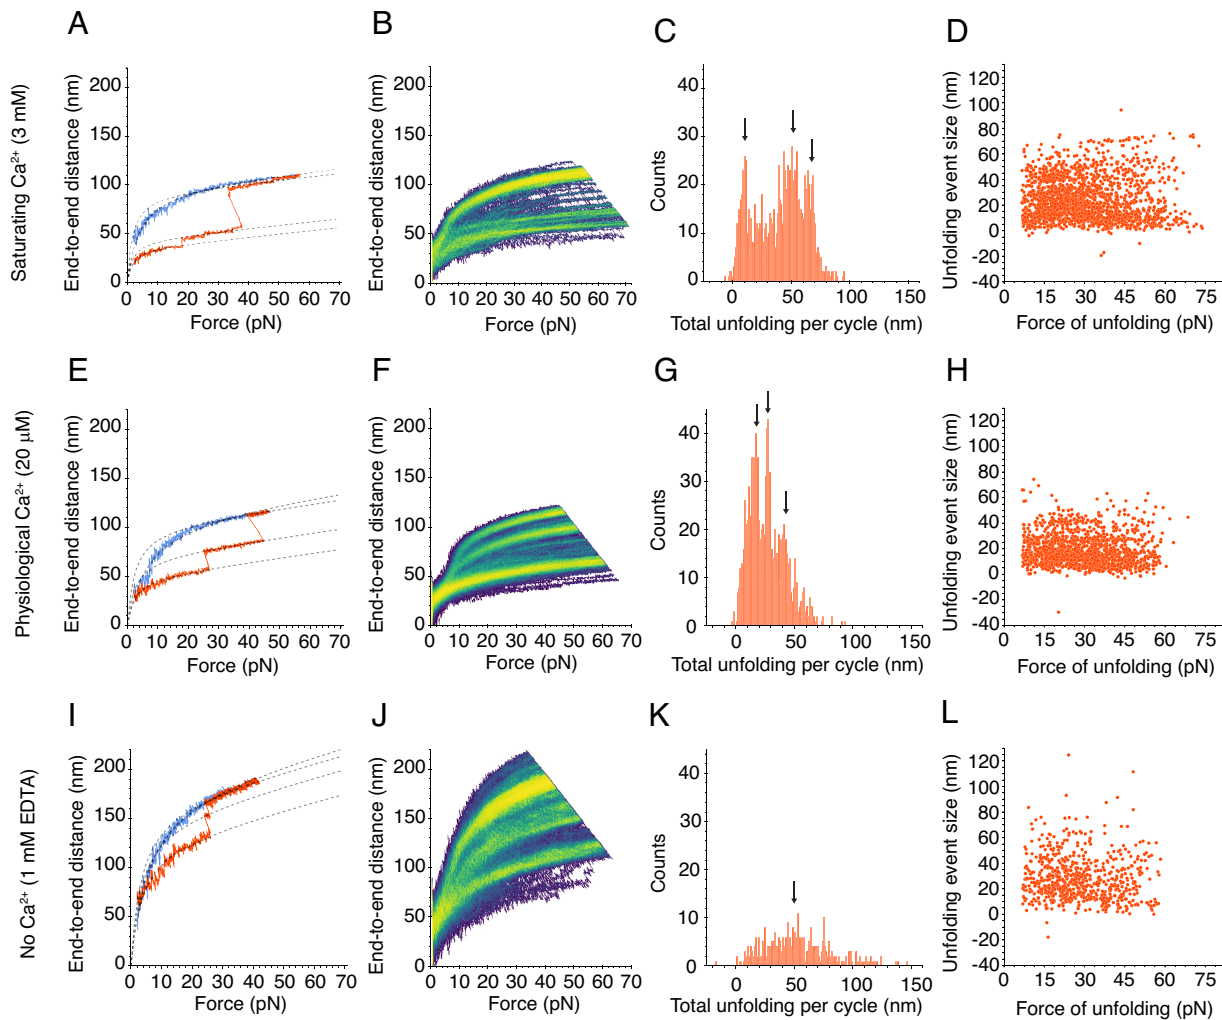 A
B
C
D
Saturating Ca²⁺ (3 mM)
End-to-end distance (nm)
200
150
100
50
0
0 10 20 30 40 50 60 70
Force (pN)
End-to-end distance (nm)
200
150
100
50
0
0 10 20 30 40 50 60 70
Force (pN)
Counts
40
30
20
10
0
0 50 100 150
Total unfolding per cycle (nm)
Unfolding event size (nm)
120
100
80
60
40
20
0
-20
-40
0 15 30 45 60 75
Force of unfolding (pN)
E
F
G
H
Physiological Ca²⁺ (20 μM)
End-to-end distance (nm)
200
150
100
50
0
0 10 20 30 40 50 60 70
Force (pN)
End-to-end distance (nm)
200
150
100
50
0
0 10 20 30 40 50 60 70
Force (pN)
Counts
40
30
20
10
0
0 50 100 150
Total unfolding per cycle (nm)
Unfolding event size (nm)
120
100
80
60
40
20
0
-20
-40
0 15 30 45 60 75
Force of unfolding (pN)
I
J
K
L
No Ca²⁺ (1 mM EDTA)
End-to-end distance (nm)
200
150
100
50
0
0 10 20 30 40 50 60 70
Force (pN)
End-to-end distance (nm)
200
150
100
50
0
0 10 20 30 40 50 60 70
Force (pN)
Counts
40
30
20
10
0
0 50 100 150
Total unfolding per cycle (nm)
Unfolding event size (nm)
120
100
80
60
40
20
0
-20
-40
0 15 30 45 60 75
Force of unfolding (pN)